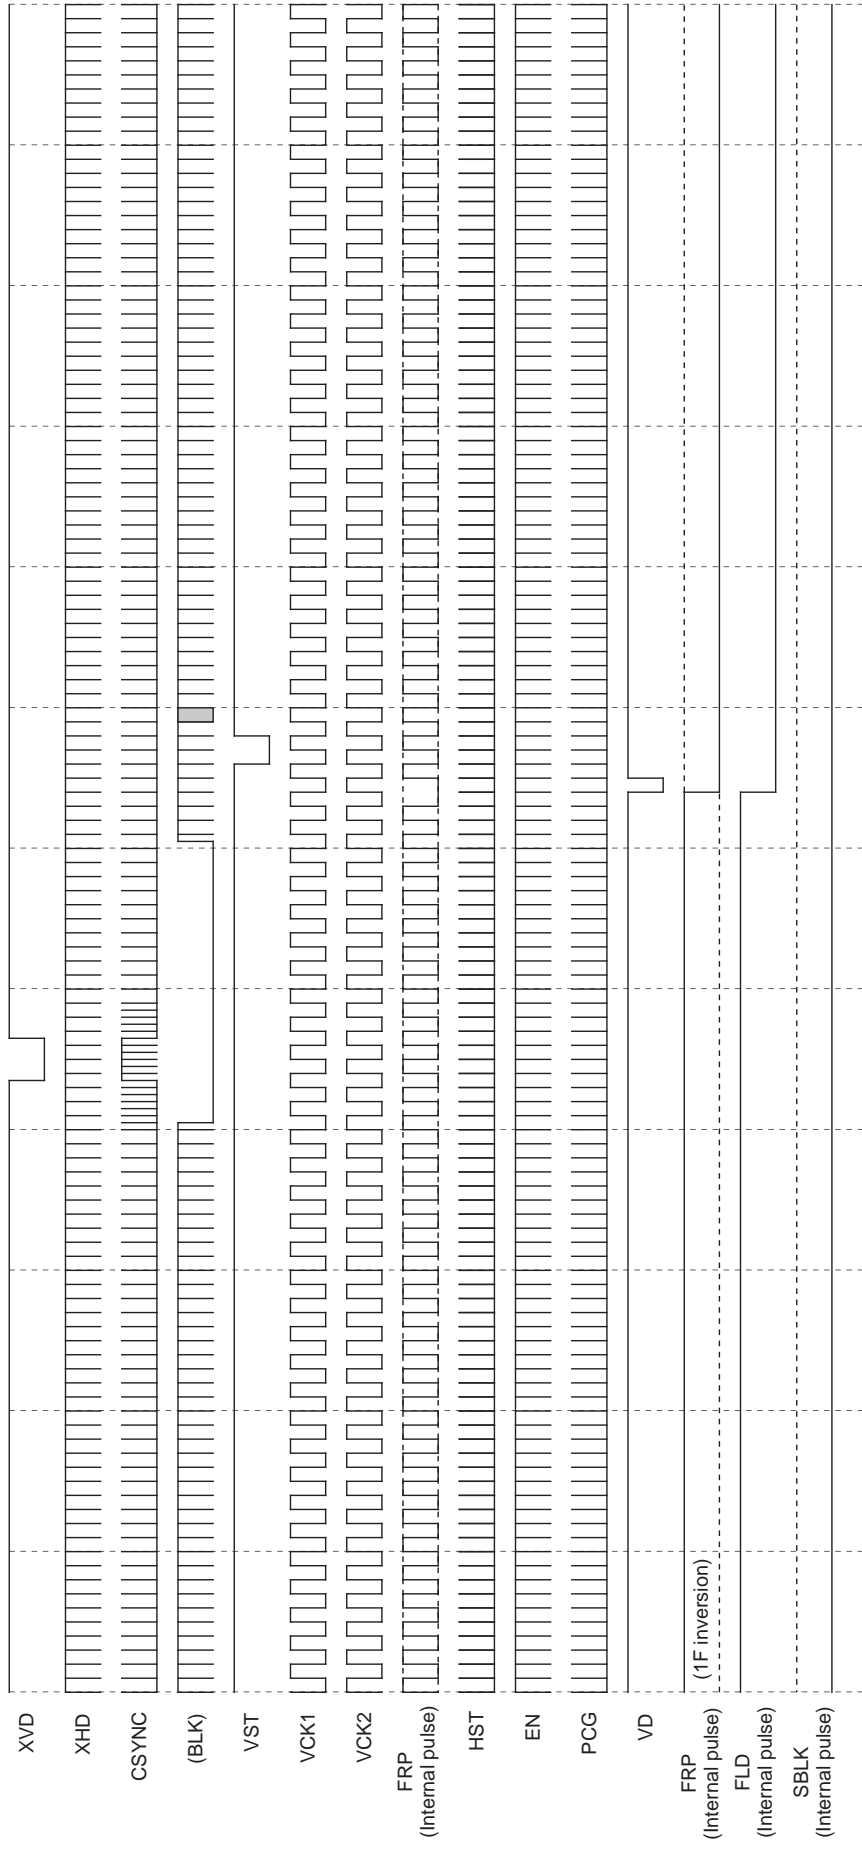 XVD
XHD
CSYNC
(BLK)
VST
VCK1
VCK2
FRP
(Internal pulse)
HST
EN
PCG
VD
FRP
(Internal pulse)
(1F inversion)
FLD
(Internal pulse)
SBLK
(Internal pulse)